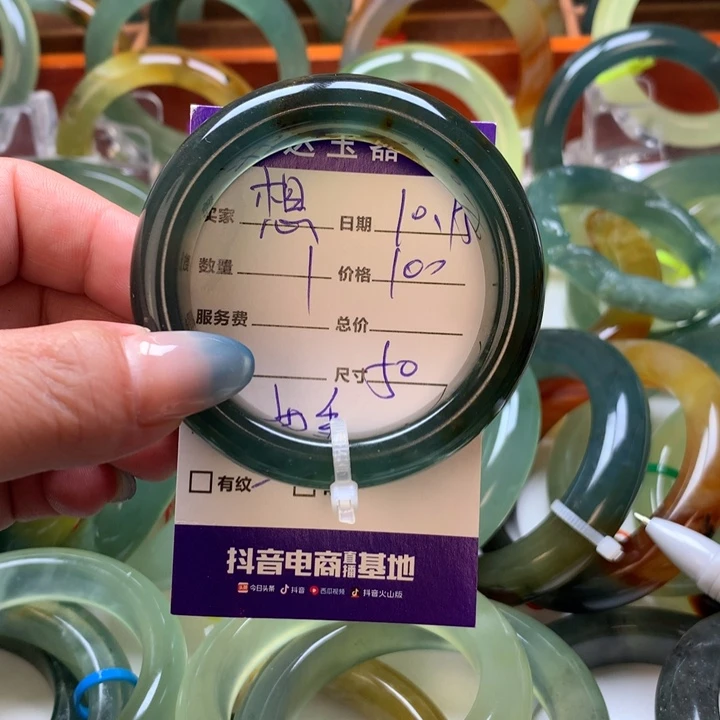 玉器
买家 想 日期 10.15
数量 1 价格 100
服务费 总价
尺寸 50
有纹
抖音电商直播基地
今日头条 抖音 西瓜视频 抖音火山版